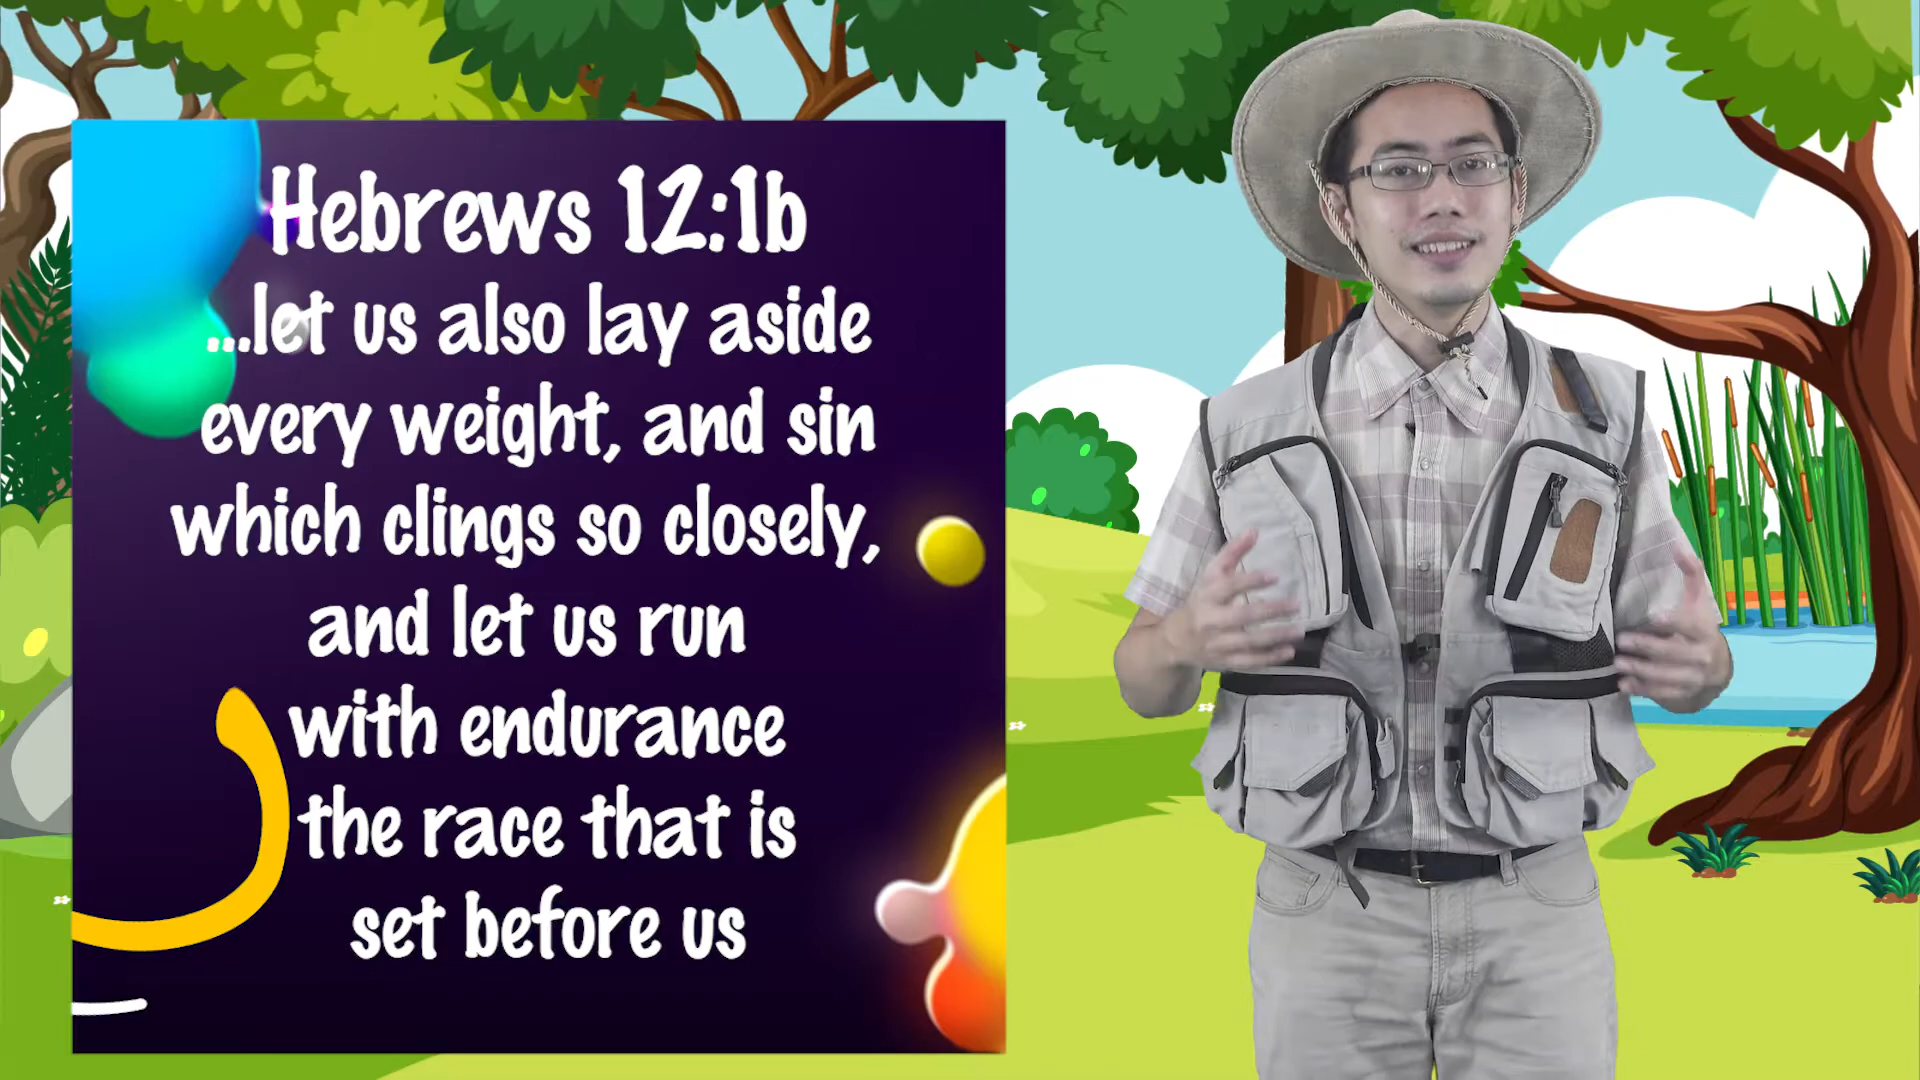 Hebrews 12:1b
...let us also lay aside
every weight, and sin
which clings so closely,
and let us run
with endurance
the race that is
set before us